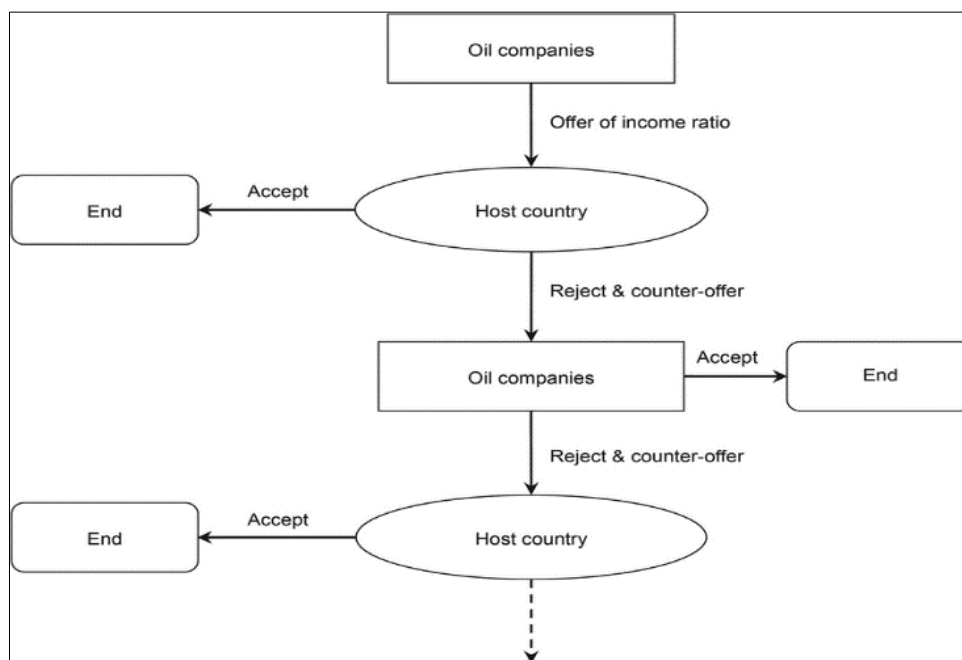 Oil companies
Offer of income ratio
Accept
End
Host country
Reject & counter-offer
Accept
Oil companies
End
Reject & counter-offer
Accept
End
Host country